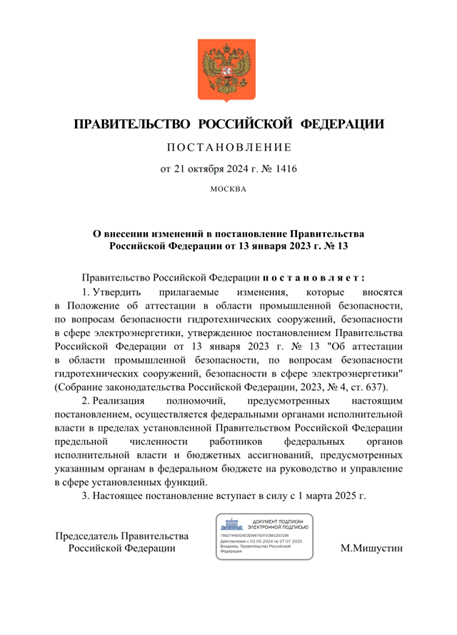 ПРАВИТЕЛЬСТВО РОССИЙСКОЙ ФЕДЕРАЦИИ
ПОСТАНОВЛЕНИЕ
от 21 октября 2024 г. № 1416
МОСКВА
О внесении изменений в постановление Правительства
Российской Федерации от 13 января 2023 г. № 13
Правительство Российской Федерации постановляет:
1. Утвердить прилагаемые изменения, которые вносятся
в Положение об аттестации в области промышленной безопасности,
по вопросам безопасности гидротехнических сооружений, безопасности
в сфере электроэнергетики, утвержденное постановлением Правительства
Российской Федерации от 13 января 2023 г. № 13 "Об аттестации
в области промышленной безопасности, по вопросам безопасности
гидротехнических сооружений, безопасности в сфере электроэнергетики"
(Собрание законодательства Российской Федерации, 2023, № 4, ст. 637).
2. Реализация полномочий, предусмотренных настоящим
постановлением, осуществляется федеральными органами исполнительной
власти в пределах установленной Правительством Российской Федерации
предельной численности работников федеральных органов
исполнительной власти и бюджетных ассигнований, предусмотренных
указанным органам в федеральном бюджете на руководство и управление
в сфере установленных функций.
3. Настоящее постановление вступает в силу с 1 марта 2025 г.
ДОКУМЕНТ ПОДПИСАН
ЭЛЕКТРОННОЙ ПОДПИСЬЮ
Действителен с 03.05.2024 по 27.07.2025
Владелец: Правительство Российской
Федерации
Председатель Правительства
Российской Федерации М.Мишустин